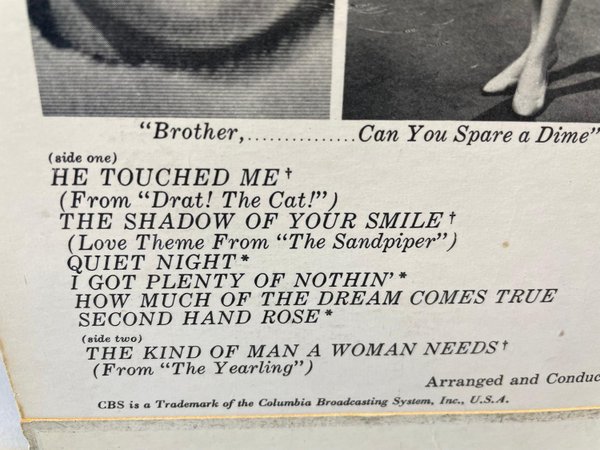 "Brother,...............Can You Spare a Dime"
(side one)
HE TOUCHED ME†
(From "Drat! The Cat!")
THE SHADOW OF YOUR SMILE†
(Love Theme From "The Sandpiper")
QUIET NIGHT*
I GOT PLENTY OF NOTHIN'*
HOW MUCH OF THE DREAM COMES TRUE
SECOND HAND ROSE*
(side two)
THE KIND OF MAN A WOMAN NEEDS†
(From "The Yearling")
Arranged and Conduc
CBS is a Trademark of the Columbia Broadcasting System, Inc., U.S.A.